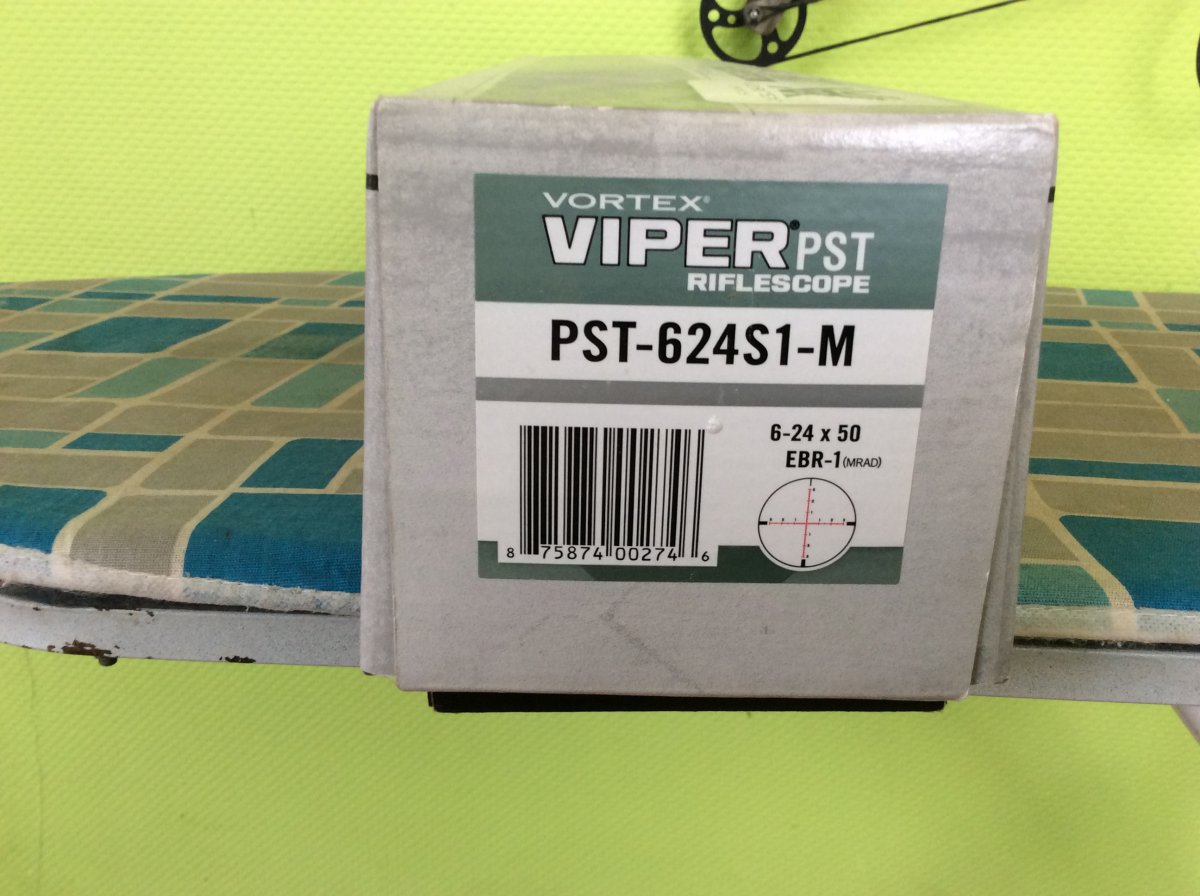 VORTEX®
VIPER® PST
RIFLESCOPE
PST-624S1-M
6-24 x 50
EBR-1 (MRAD)
8 75874 00274 6